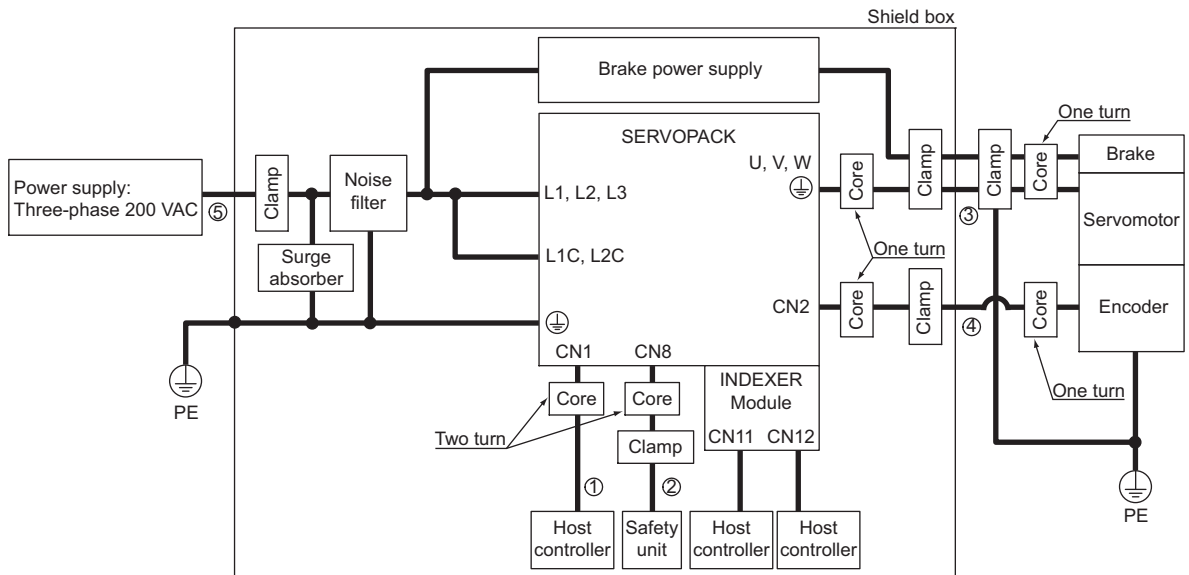 Shield box
Brake power supply
One turn
SERVOPACK
U, V, W
Clamp
Clamp
Core
Brake
Power supply:
Three-phase 200 VAC
⑤
Clamp
Noise
filter
L1, L2, L3
Core
③
Servomotor
Surge
absorber
L1C, L2C
One turn
CN2
Core
Clamp
④
Core
Encoder
PE
CN1
CN8
INDEXER
Module
One turn
Core
Core
Two turn
Clamp
CN11
CN12
①
②
PE
Host
controller
Safety
unit
Host
controller
Host
controller